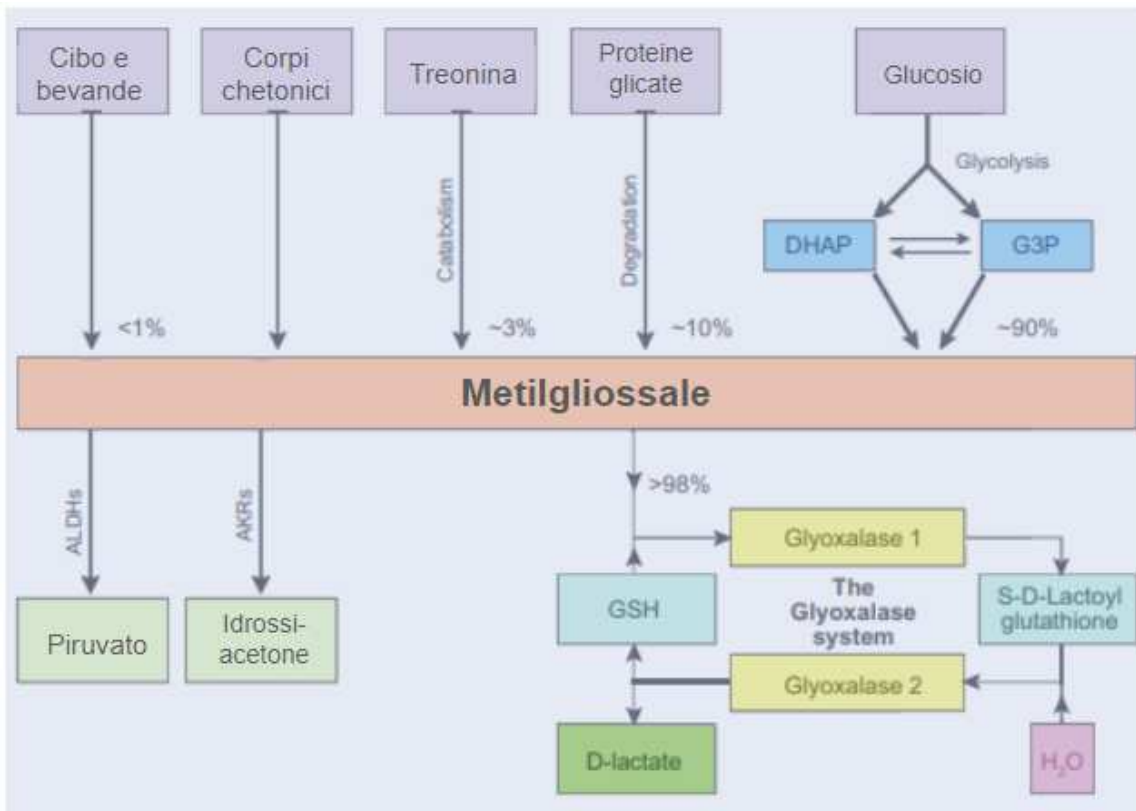 Cibo e
bevande
Corpi
chetonici
Treonina
Proteine
glicate
Glucosio
Glycolysis
Catabolism
Degradation
DHAP
G3P
<1%
~3%
~10%
~90%
Metilgliossale
ALDHs
AKRs
>98%
Glyoxalase 1
GSH
The
Glyoxalase
system
S-D-Lactoyl
glutathione
Piruvato
Idrossi-
acetone
Glyoxalase 2
D-lactate
H₂O